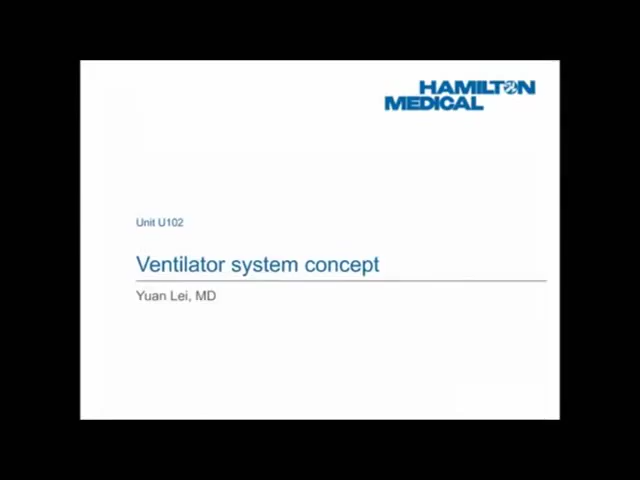 HAMILTON
MEDICAL
Unit U102
Ventilator system concept
Yuan Lei, MD